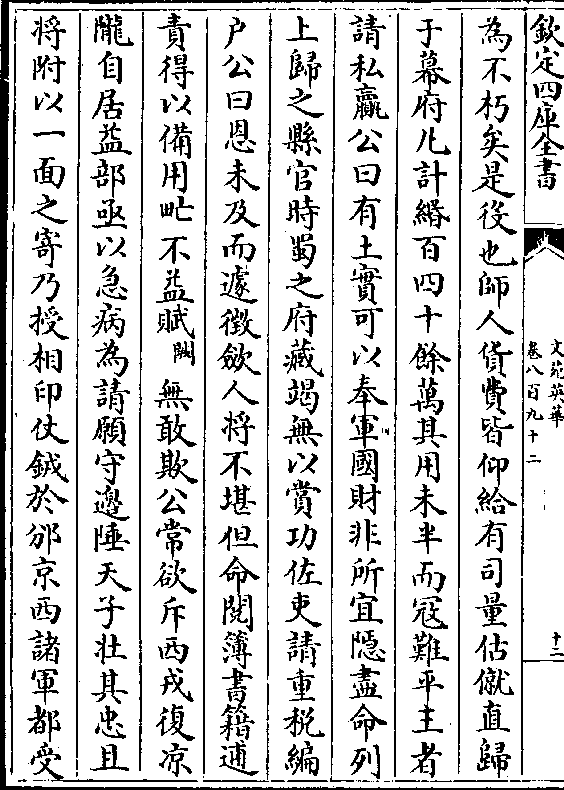 欽定四庫全書
文苑英華
卷八百九十二
十二
為不朽矣是役也師人貨費皆仰給有司量估僦直歸
于幕府凡計緡百四十餘萬其用未半而冦難平主者
請私贏公曰有土實可以奉軍國財非所宜隱盡命列
上歸之縣官時蜀之府藏竭無以賞功佐吏請重税編
户公曰恩未及而遽徴斂人將不堪但命閲簿書籍逋
責得以備用甿不益賦闕無敢欺公常欲斥西戎復凉
隴自居益部亟以急病為請願守邊陲天子壮其忠且
將附以一面之寄乃授相印仗鉞於邠京西諸軍都受